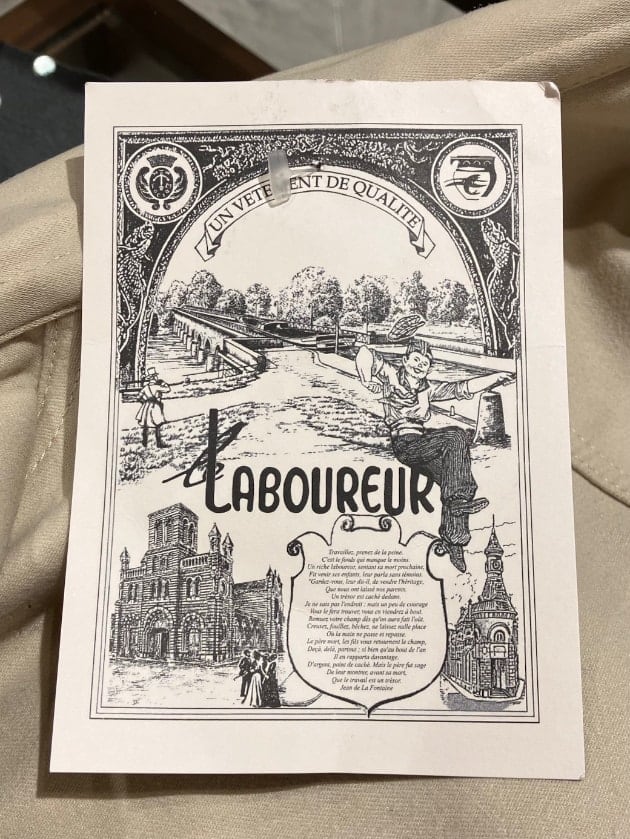 UN VETEMENT DE QUALITE
le
LABOUREUR
Travaillez, prenez de la peine.
C'est le fonds qui manque le moins.
Un riche laboureur, sentant sa mort prochaine,
Fit venir ses enfants, leur parla sans témoins.
"Gardez-vous, leur dit-il, de vendre l'héritage,
Que nous ont laissé nos parents.
Un trésor est caché dedans.
Je ne sais pas l'endroit ; mais un peu de courage
Vous le fera trouver, vous en viendrez à bout.
Remuez votre champ dès qu'on aura fait l'oût.
Creusez, fouillez, bêchez, ne laissez nulle place
Où la main ne passe et repasse.
Le père mort, les fils vous retournent le champ,
Deçà, delà, partout ; si bien qu'au bout de l'an
Il en rapporta davantage.
D'argent, point de caché. Mais le père fut sage
De leur montrer, avant sa mort,
Que le travail est un trésor.
Jean de La Fontaine